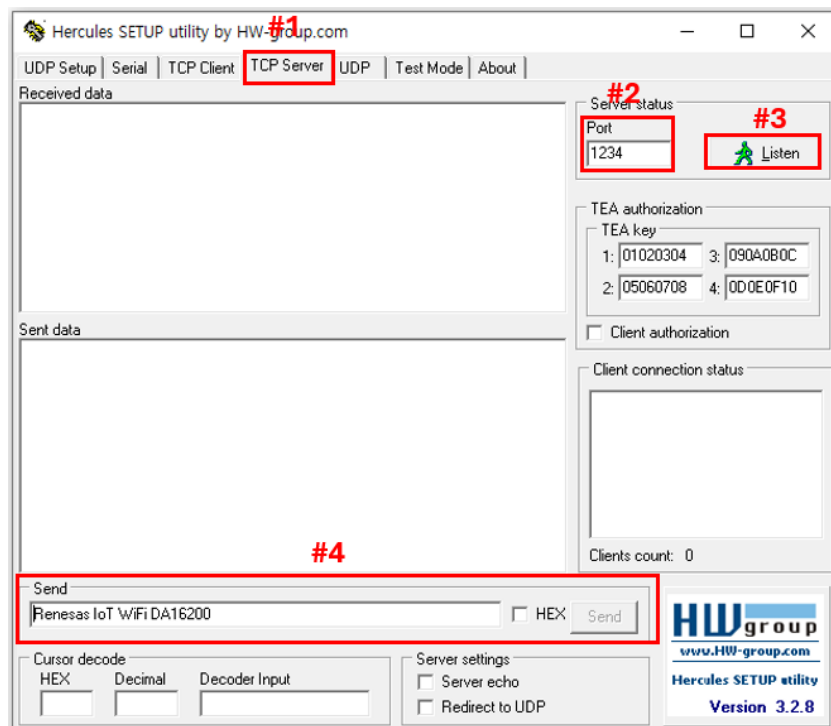 #1
Hercules SETUP utility by HW-group.com
UDP Setup Serial TCP Client TCP Server UDP Test Mode About
Received data
#2
Server status
#3
Port
1234
Listen
TEA authorization
TEA key
1: 01020304 3: 090A0B0C
2: 05060708 4: 0D0E0F10
Client authorization
Sent data
Client connection status
Clients count: 0
#4
Send
Renesas IoT WiFi DA16200 HEX Send
Cursor decode
HEX Decimal Decoder Input
Server settings
Server echo
Redirect to UDP
HW group
www.HW-group.com
Hercules SETUP utility
Version 3.2.8